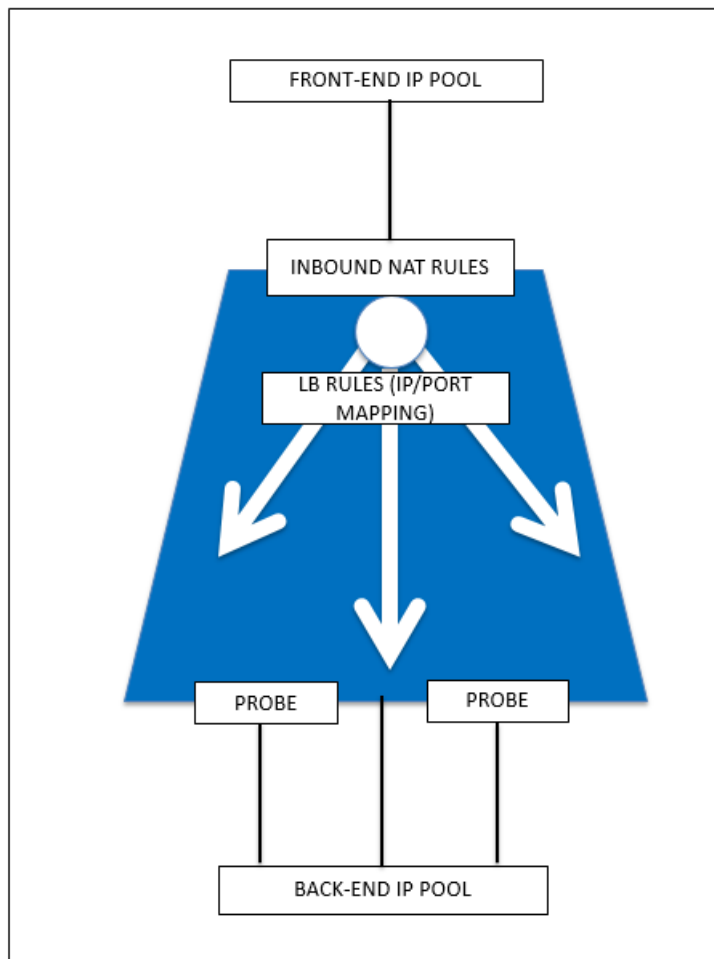 FRONT-END IP POOL
INBOUND NAT RULES
LB RULES (IP/PORT
MAPPING)
PROBE
PROBE
BACK-END IP POOL